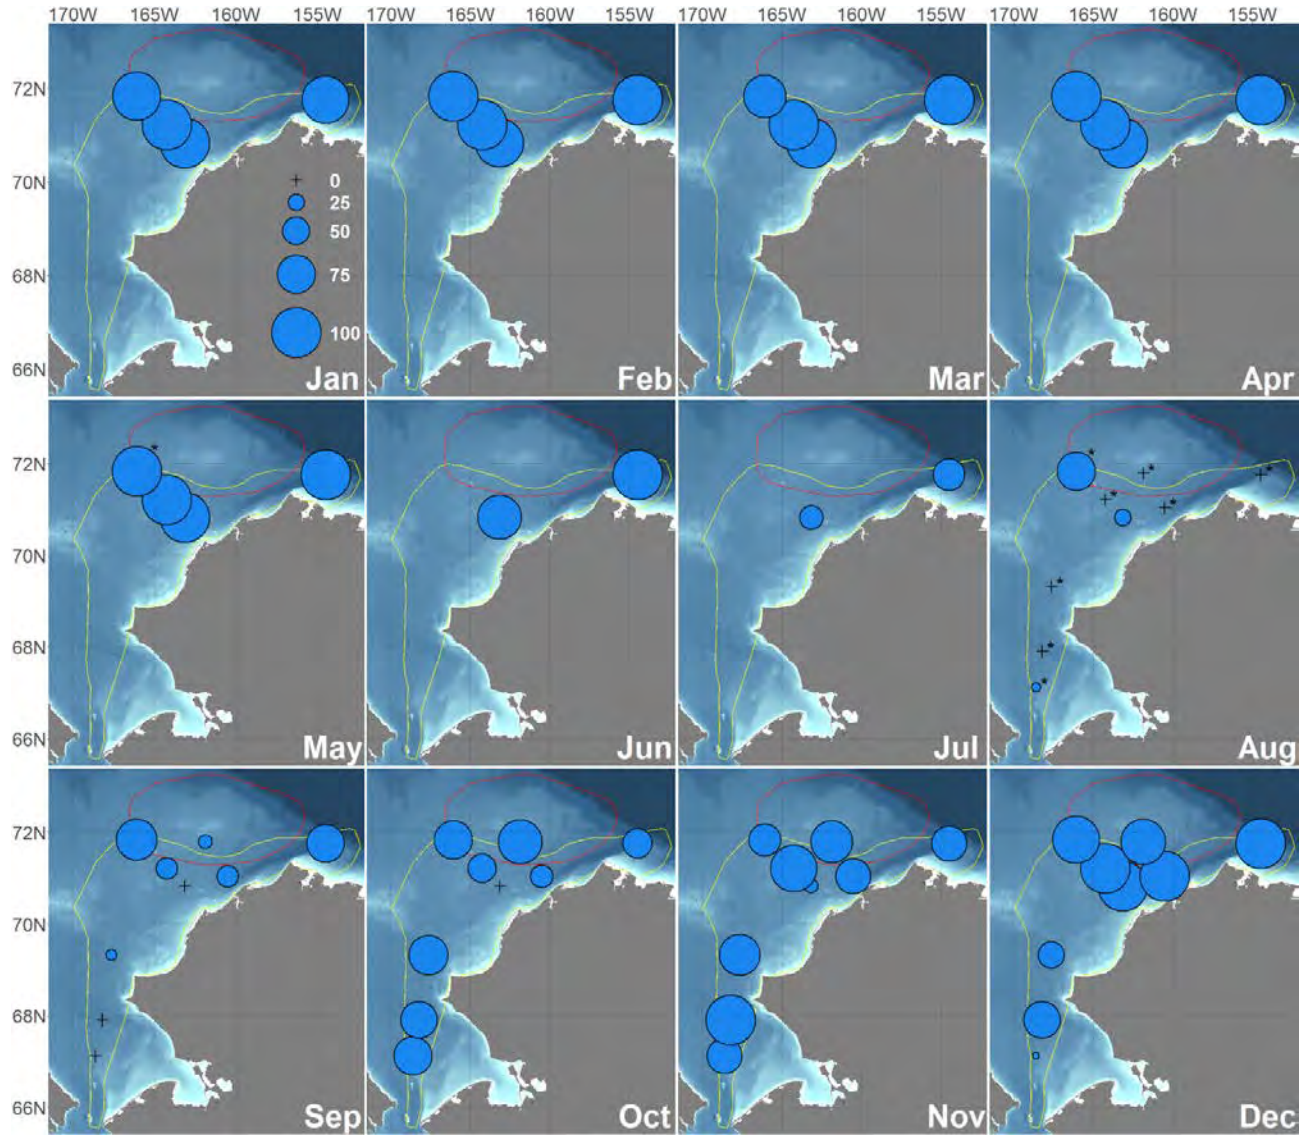 170W 165W 160W 155W 170W 165W 160W 155W 170W 165W 160W 155W 170W 165W 160W 155W
72N
70N
68N
66N
+ 0
25
50
75
100
Jan Feb Mar Apr
72N
70N
68N
66N
*
+* +*
+* +*
+*
+*
*
May Jun Jul Aug
72N
70N
68N
66N
+ +
+
+
Sep Oct Nov Dec